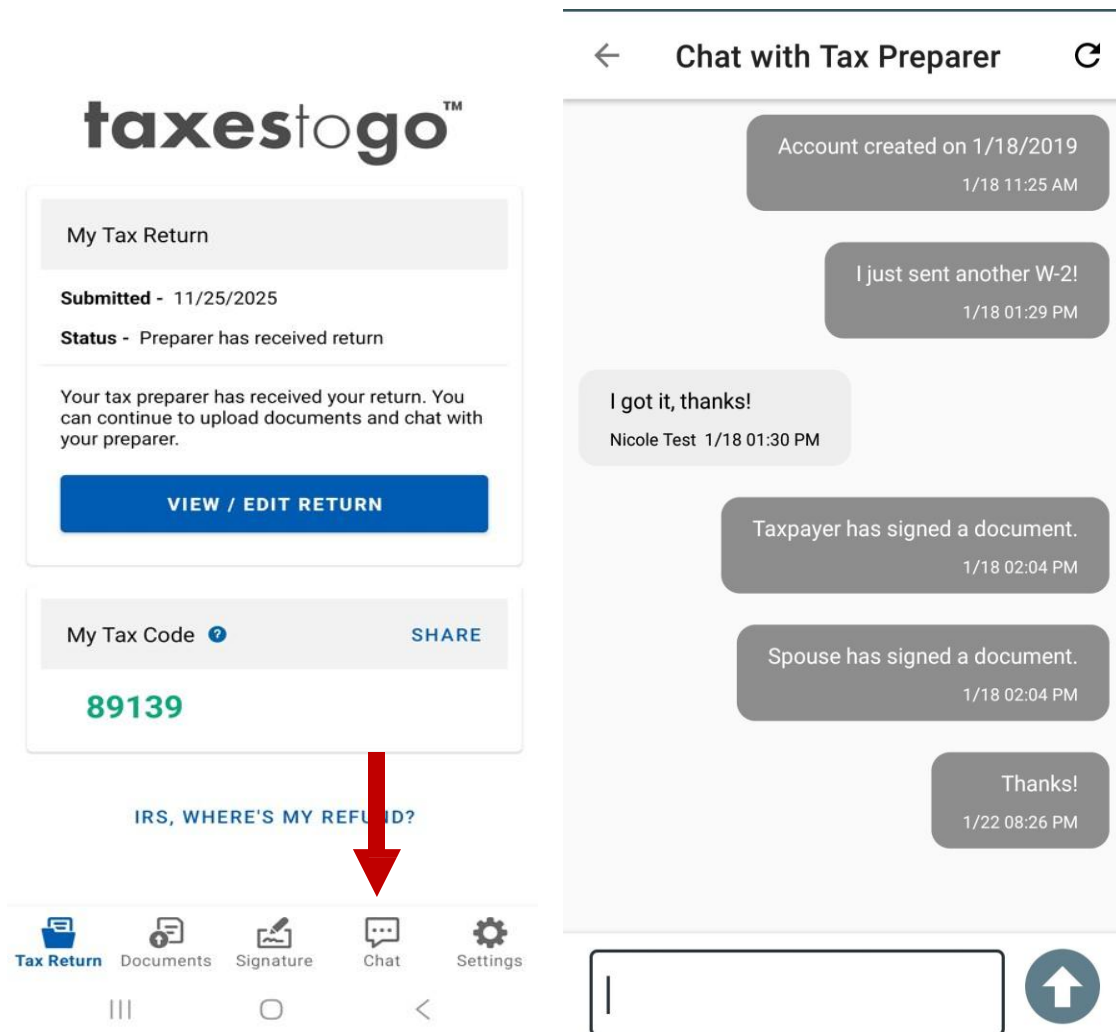 taxestogo™
My Tax Return
Submitted - 11/25/2025
Status - Preparer has received return
Your tax preparer has received your return. You
can continue to upload documents and chat with
your preparer.
VIEW / EDIT RETURN
My Tax Code ?
SHARE
89139
IRS, WHERE'S MY REFUND?
Tax Return
Documents
Signature
Chat
Settings
Chat with Tax Preparer
Account created on 1/18/2019
1/18 11:25 AM
I just sent another W-2!
1/18 01:29 PM
I got it, thanks!
Nicole Test 1/18 01:30 PM
Taxpayer has signed a document.
1/18 02:04 PM
Spouse has signed a document.
1/18 02:04 PM
Thanks!
1/22 08:26 PM